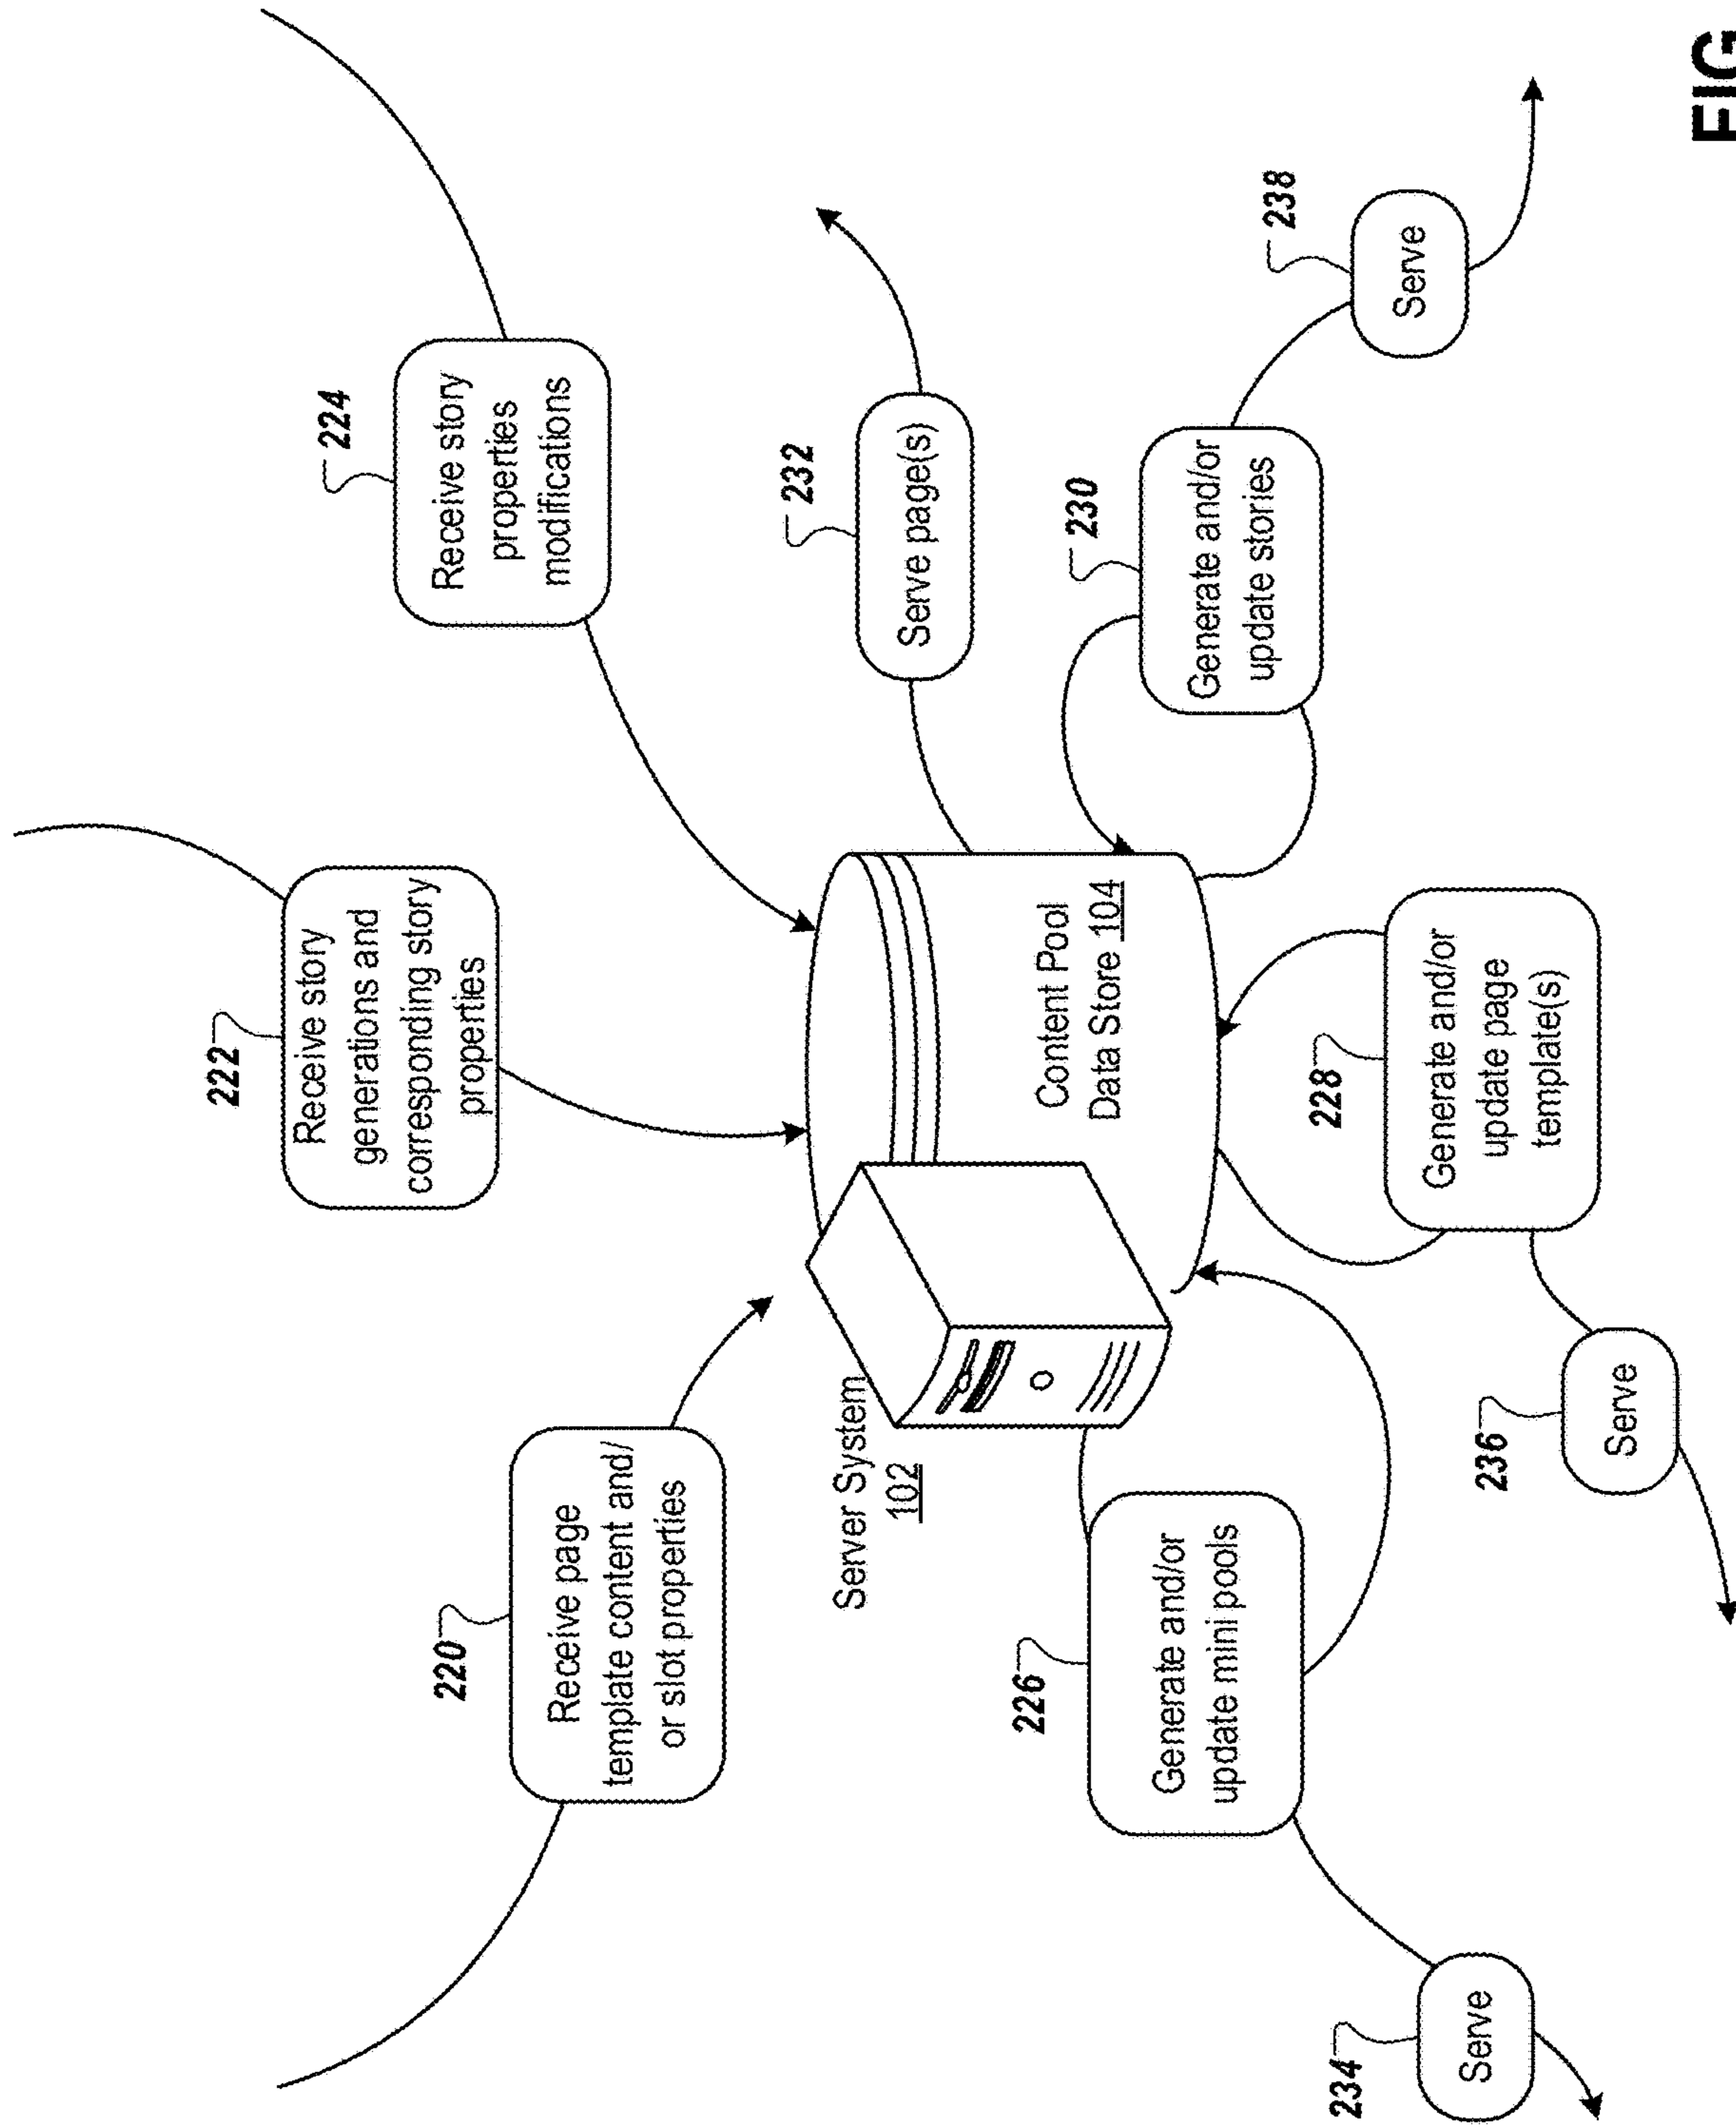 222
Receive story
generations and
corresponding story
properties
224
Receive story
properties
modifications
220
Receive page
template content and/
or slot properties
232
Serve page(s)
Server System
102
Content Pool
Data Store 104
230
Generate and/or
update stories
226
Generate and/or
update mini pools
228
Generate and/or
update page
template(s)
238
Serve
234
Serve
236
Serve
FIG